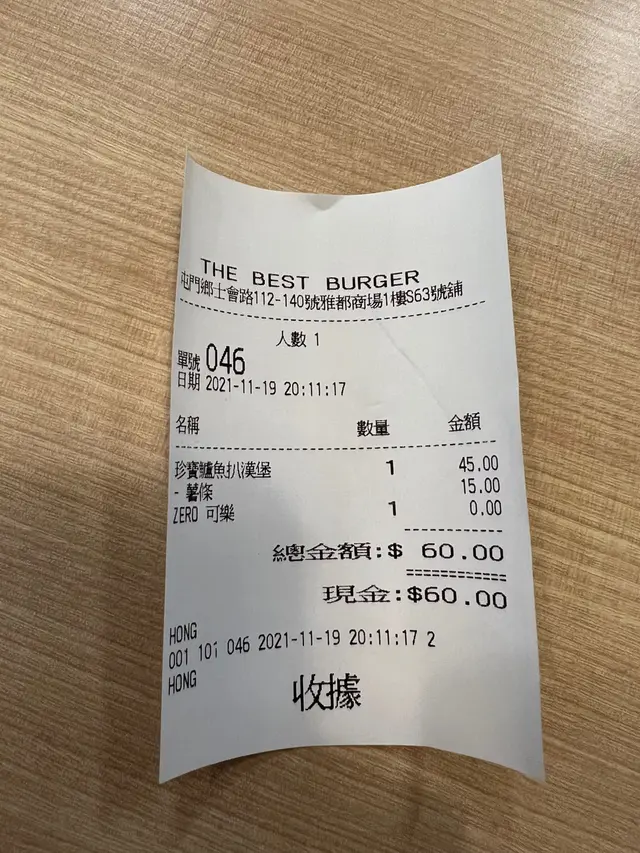 THE BEST BURGER
屯門鄉士會路112-140號雅都商場1樓S63號舖
人數 1
單號 046
日期 2021-11-19 20:11:17
名稱 數量 金額
珍寶鱸魚扒漢堡 1 45.00
- 薯條 15.00
ZERO 可樂 1 0.00
總金額:$ 60.00
============
現金:$60.00
HONG
001 101 046 2021-11-19 20:11:17 2
HONG
收據